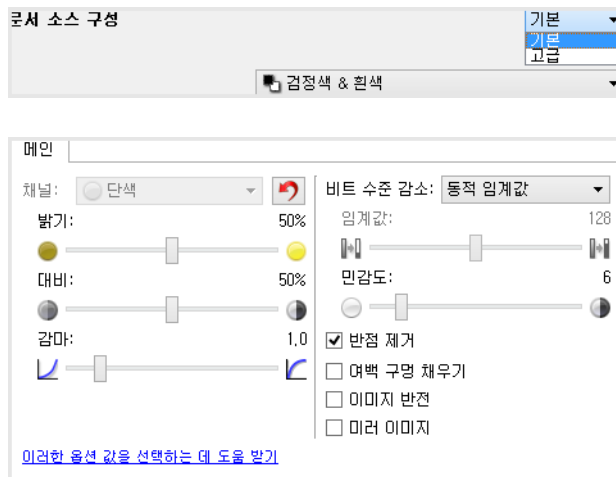 문서 소스 구성
기본
기본
고급
검정색 & 흰색
메인
채널: 단색
비트 수준 감소: 동적 임계값
밝기: 50%
임계값: 128
대비: 50%
민감도: 6
감마: 1,0
반점 제거
여백 구멍 채우기
이미지 반전
미러 이미지
이러한 옵션 값을 선택하는 데 도움 받기